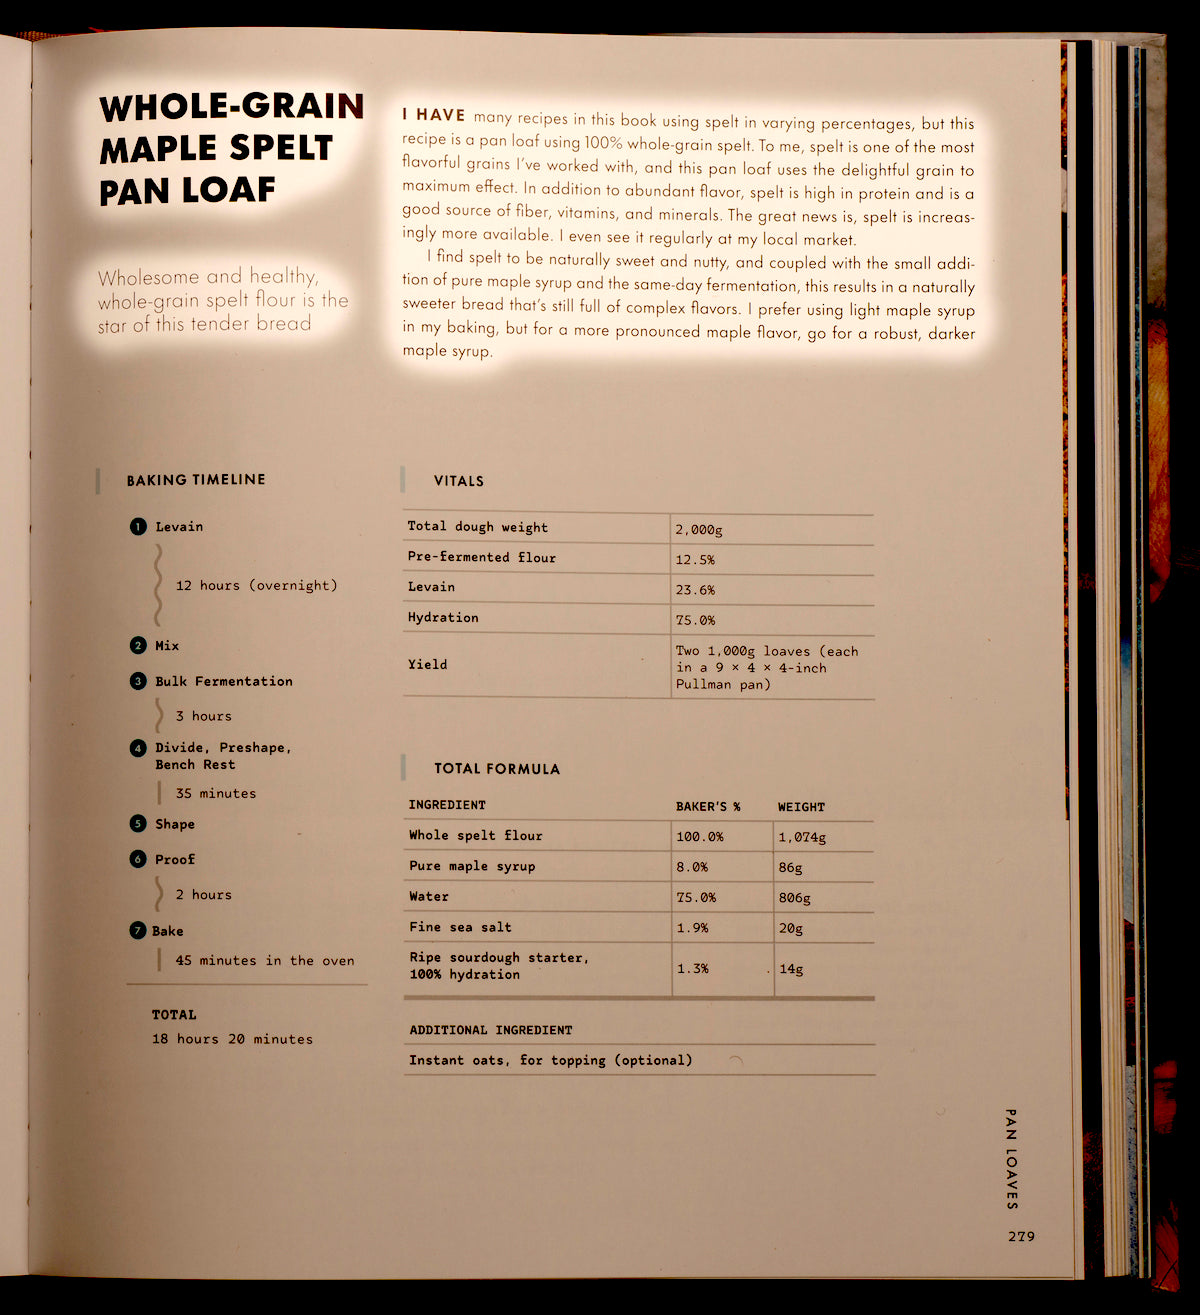 WHOLE-GRAIN
MAPLE SPELT
PAN LOAF
Wholesome and healthy,
whole-grain spelt flour is the
star of this tender bread
I HAVE many recipes in this book using spelt in varying percentages, but this
recipe is a pan loaf using 100% whole-grain spelt. To me, spelt is one of the most
flavorful grains I've worked with, and this pan loaf uses the delightful grain to
maximum effect. In addition to abundant flavor, spelt is high in protein and is a
good source of fiber, vitamins, and minerals. The great news is, spelt is increas-
ingly more available. I even see it regularly at my local market.
I find spelt to be naturally sweet and nutty, and coupled with the small addi-
tion of pure maple syrup and the same-day fermentation, this results in a naturally
sweeter bread that's still full of complex flavors. I prefer using light maple syrup
in my baking, but for a more pronounced maple flavor, go for a robust, darker
maple syrup.
BAKING TIMELINE
1 Levain
12 hours (overnight)
2 Mix
3 Bulk Fermentation
3 hours
4 Divide, Preshape,
Bench Rest
35 minutes
5 Shape
6 Proof
2 hours
7 Bake
45 minutes in the oven
TOTAL
18 hours 20 minutes
VITALS
Total dough weight 2,000g
Pre-fermented flour 12.5%
Levain 23.6%
Hydration 75.0%
Yield Two 1,000g loaves (each
in a 9 × 4 × 4-inch
Pullman pan)
TOTAL FORMULA
INGREDIENT BAKER'S % WEIGHT
Whole spelt flour 100.0% 1,074g
Pure maple syrup 8.0% 86g
Water 75.0% 806g
Fine sea salt 1.9% 20g
Ripe sourdough starter,
100% hydration 1.3% 14g
ADDITIONAL INGREDIENT
Instant oats, for topping (optional)
PAN LOAVES
279